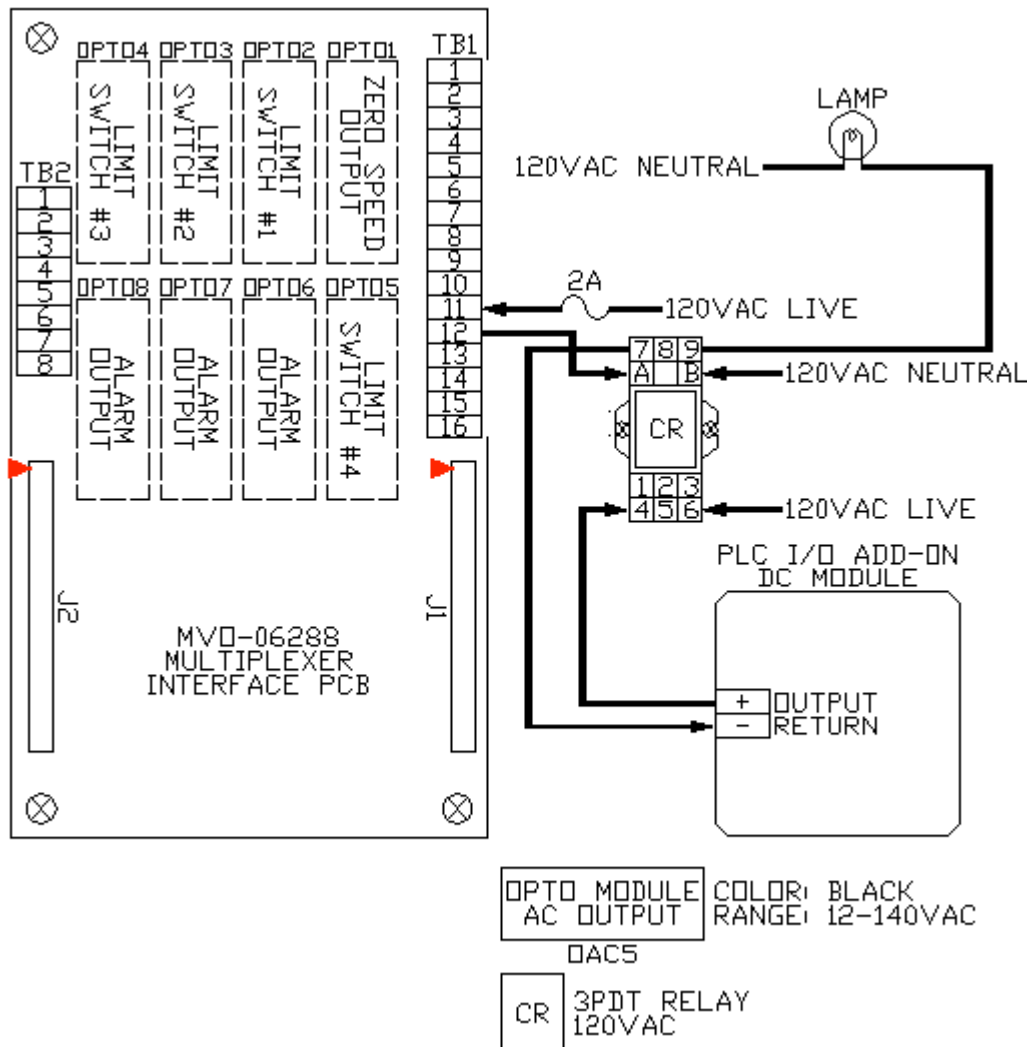 OPTO4 OPTO3 OPTO2 OPTO1
LIMIT
SWITCH #3
LIMIT
SWITCH #2
LIMIT
SWITCH #1
ZERO SPEED
OUTPUT
TB1
1
2
3
4
5
6
7
8
9
10
11
12
13
14
15
16
TB2
1
2
3
4
5
6
7
8
OPTO8 OPTO7 OPTO6 OPTO5
ALARM
OUTPUT
ALARM
OUTPUT
ALARM
OUTPUT
LIMIT
SWITCH #4
J2
J1
MVO-06288
MULTIPLEXER
INTERFACE PCB
LAMP
120VAC NEUTRAL
2A
120VAC LIVE
7 8 9
A B
120VAC NEUTRAL
CR
1 2 3
4 5 6
120VAC LIVE
PLC I/O ADD-ON
DC MODULE
+ OUTPUT
- RETURN
OPTO MODULE
AC OUTPUT
COLOR: BLACK
RANGE: 12-140VAC
OAC5
CR
3PDT RELAY
120VAC